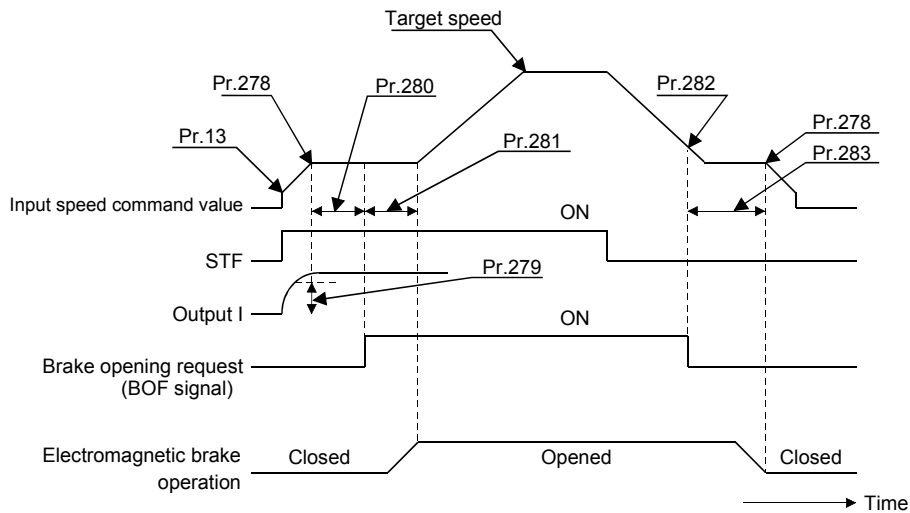 Target speed
Pr.278
Pr.280
Pr.282
Pr.13
Pr.281
Pr.278
Pr.283
Input speed command value
ON
STF
Pr.279
Output I
ON
Brake opening request
(BOF signal)
Electromagnetic brake
operation
Closed
Opened
Closed
Time